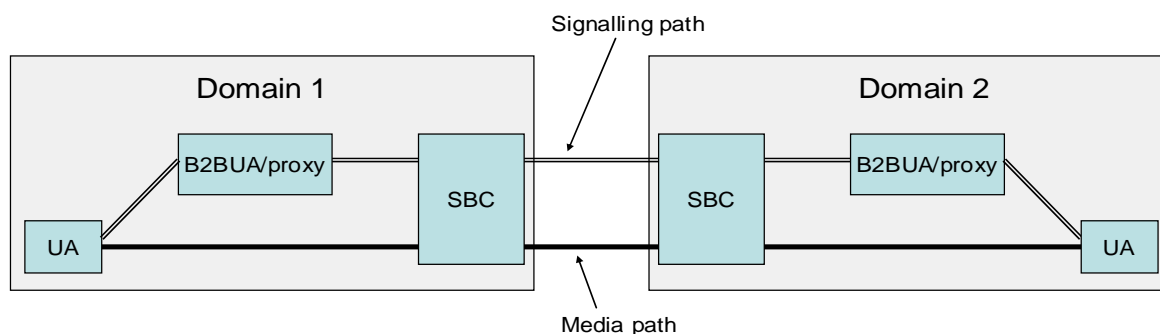 Signalling path
Domain 1
Domain 2
B2BUA/proxy
SBC
SBC
B2BUA/proxy
UA
UA
Media path